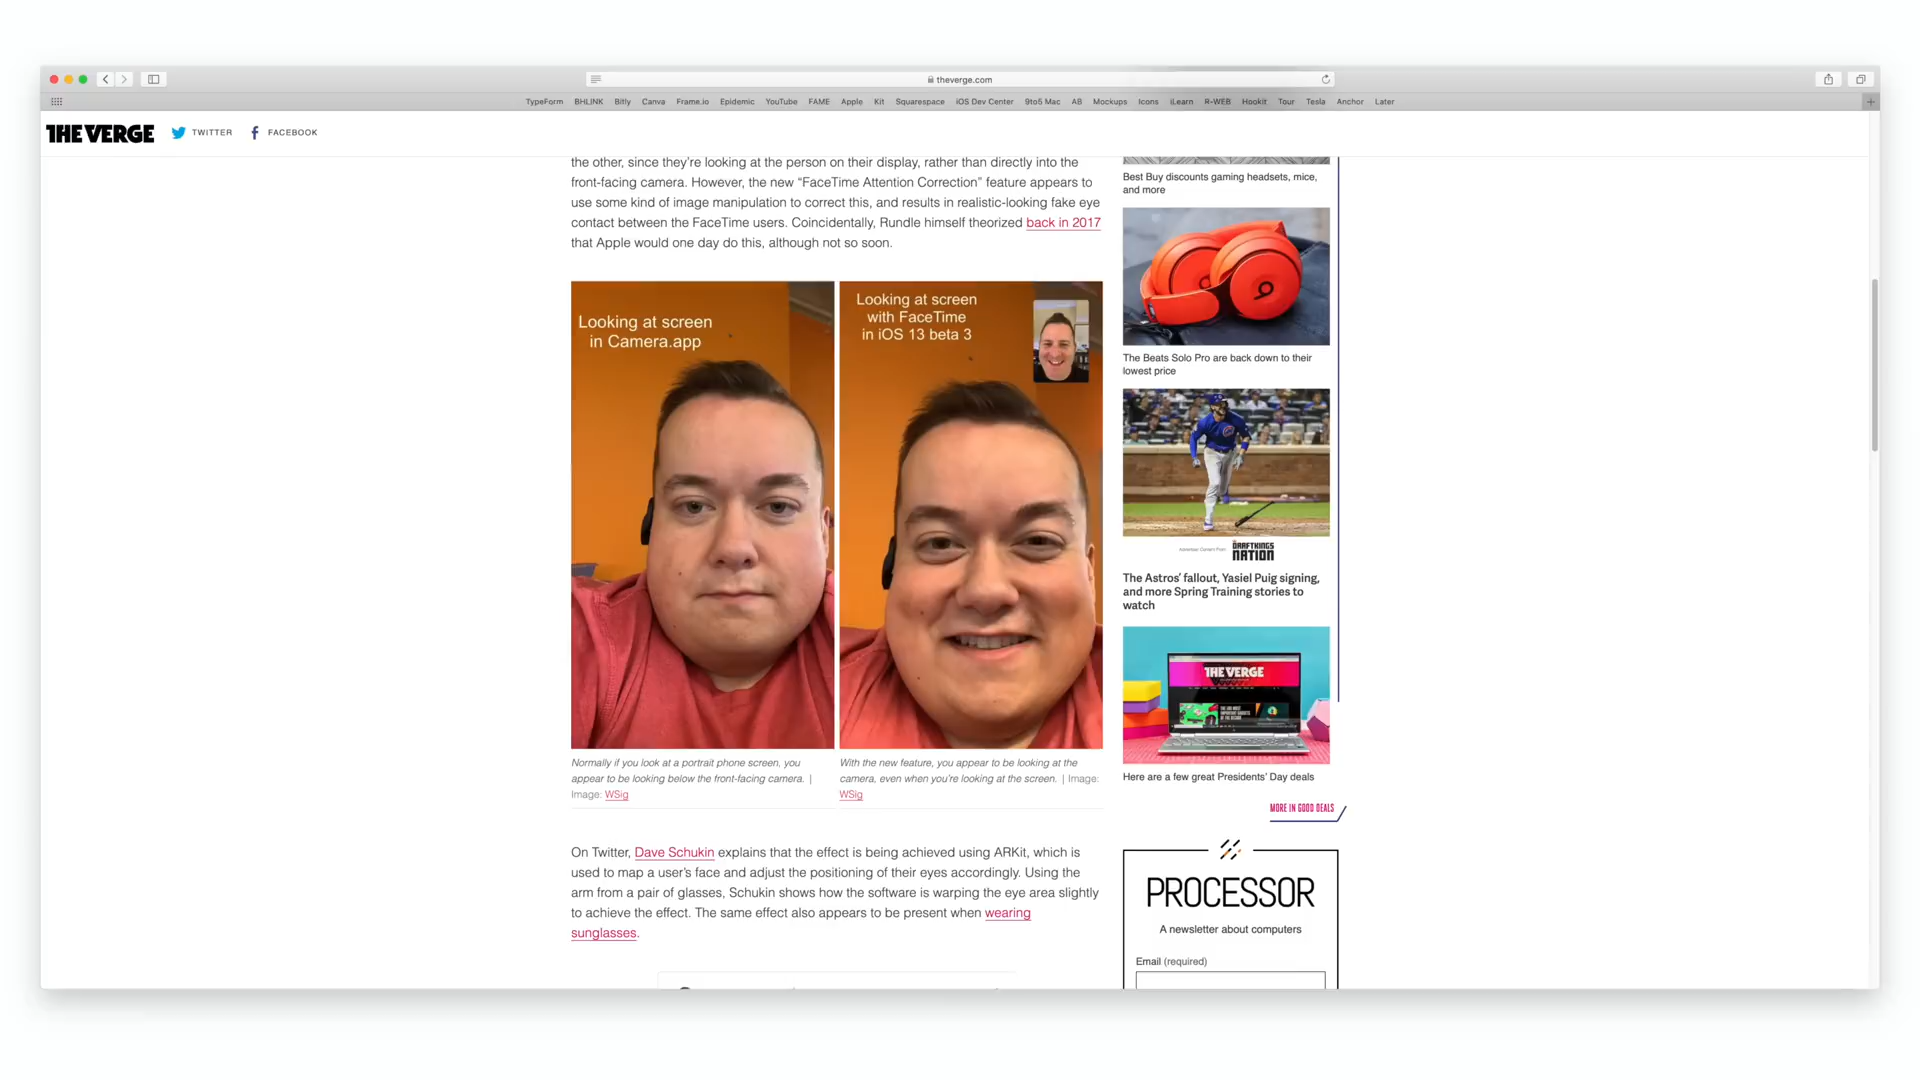 theverge.com
TypeForm BHLINK Bitly Canva Frame.io Epidemic YouTube FAME Apple Kit Squarespace iOS Dev Center 9to5 Mac AB Mockups Icons iLearn R-WEB Hookit Tour Tesla Anchor Later
THE VERGE TWITTER FACEBOOK
the other, since they're looking at the person on their display, rather than directly into the
front-facing camera. However, the new “FaceTime Attention Correction” feature appears to
use some kind of image manipulation to correct this, and results in realistic-looking fake eye
contact between the FaceTime users. Coincidentally, Rundle himself theorized back in 2017
that Apple would one day do this, although not so soon.
Looking at screen
in Camera.app
Looking at screen
with FaceTime
in iOS 13 beta 3
Normally if you look at a portrait phone screen, you
appear to be looking below the front-facing camera. |
Image: WSig
With the new feature, you appear to be looking at the
camera, even when you're looking at the screen. | Image:
WSig
On Twitter, Dave Schukin explains that the effect is being achieved using ARKit, which is
used to map a user's face and adjust the positioning of their eyes accordingly. Using the
arm from a pair of glasses, Schukin shows how the software is warping the eye area slightly
to achieve the effect. The same effect also appears to be present when wearing
sunglasses.
Best Buy discounts gaming headsets, mice,
and more
The Beats Solo Pro are back down to their
lowest price
DRAFTKINGS
NATION
The Astros' fallout, Yasiel Puig signing,
and more Spring Training stories to
watch
THE VERGE
Here are a few great Presidents' Day deals
MORE IN GOOD DEALS
PROCESSOR
A newsletter about computers
Email (required)